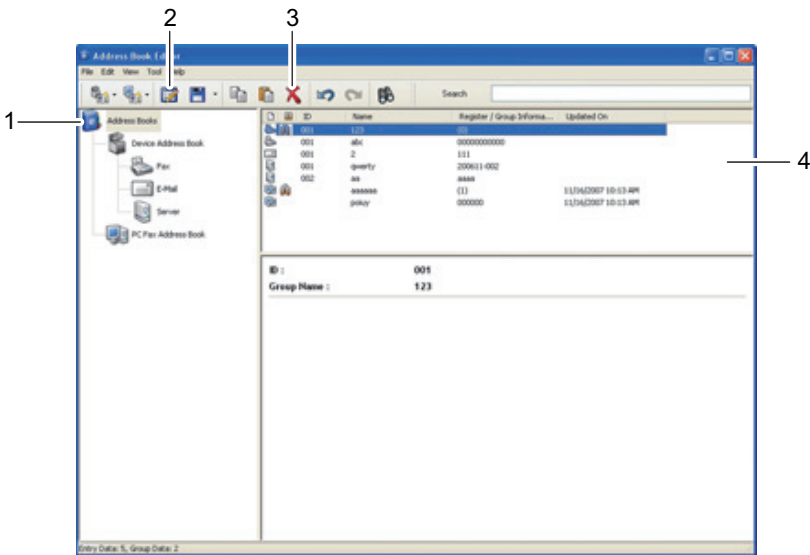 2 3
Address Book Editor
File Edit View Tool Help
Search
1
Address Books
Device Address Book
Fax
E-Mail
Server
PC Fax Address Book
ID Name Register / Group Informa... Updated On
001 123 (0)
001 abc 00000000000
001 2 111
001 qwerty 200611-002
002 aa aaaa
aaaaaa (1) 11/16/2007 10:13 AM
poiuy 000000 11/16/2007 10:13 AM
4
ID : 001
Group Name : 123
Entry Data: 5, Group Data: 2